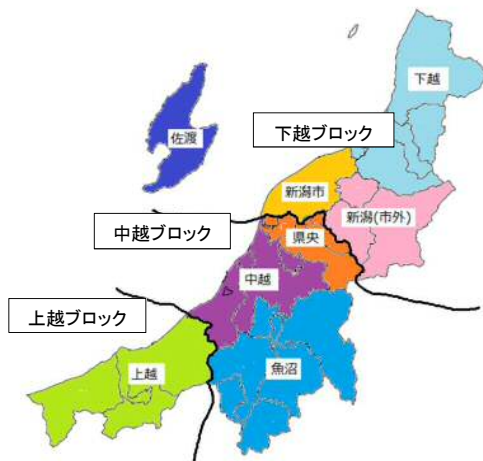 下越
佐渡
下越ブロック
新潟市
新潟(市外)
中越ブロック
県央
中越
上越ブロック
上越
魚沼